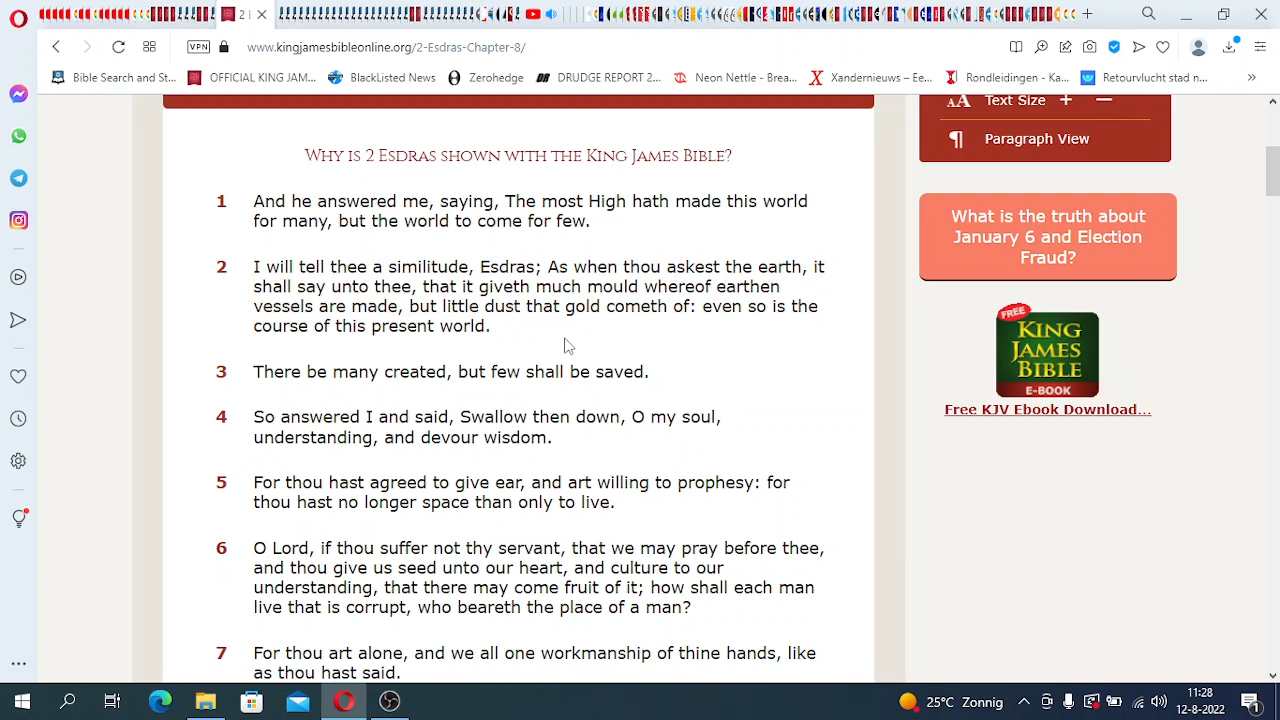 2
VPN
www.kingjamesbibleonline.org/2-Esdras-Chapter-8/
Bible Search and St...
OFFICIAL KING JAM...
BlackListed News
Zerohedge
DRUDGE REPORT 2...
Neon Nettle - Brea...
Xandernieuws – Ee...
Rondleidingen - Ka...
Retourvlucht stad n...
»
Why is 2 Esdras shown with the King James Bible?
1 And he answered me, saying, The most High hath made this world
for many, but the world to come for few.
2 I will tell thee a similitude, Esdras; As when thou askest the earth, it
shall say unto thee, that it giveth much mould whereof earthen
vessels are made, but little dust that gold cometh of: even so is the
course of this present world.
3 There be many created, but few shall be saved.
4 So answered I and said, Swallow then down, O my soul,
understanding, and devour wisdom.
5 For thou hast agreed to give ear, and art willing to prophesy: for
thou hast no longer space than only to live.
6 O Lord, if thou suffer not thy servant, that we may pray before thee,
and thou give us seed unto our heart, and culture to our
understanding, that there may come fruit of it; how shall each man
live that is corrupt, who beareth the place of a man?
7 For thou art alone, and we all one workmanship of thine hands, like
as thou hast said.
AA Text Size + —
¶ Paragraph View
What is the truth about
January 6 and Election
Fraud?
FREE
KING
JAMES
BIBLE
E-BOOK
Free KJV Ebook Download...
25°C Zonnig
11:28
12-8-2022
1